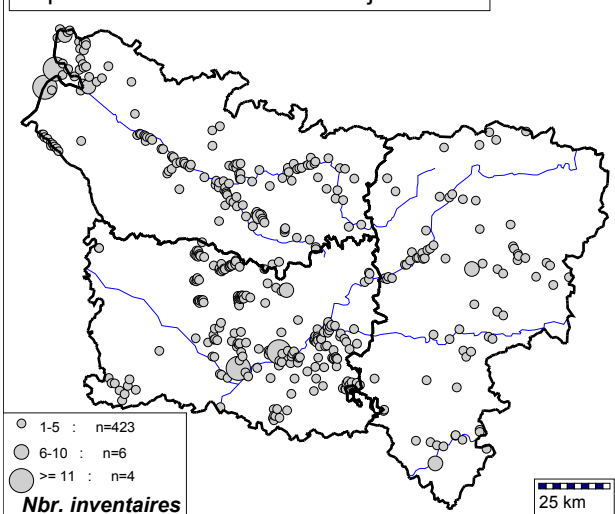 1-5 : n=423
6-10 : n=6
>= 11 : n=4
Nbr. inventaires
25 km